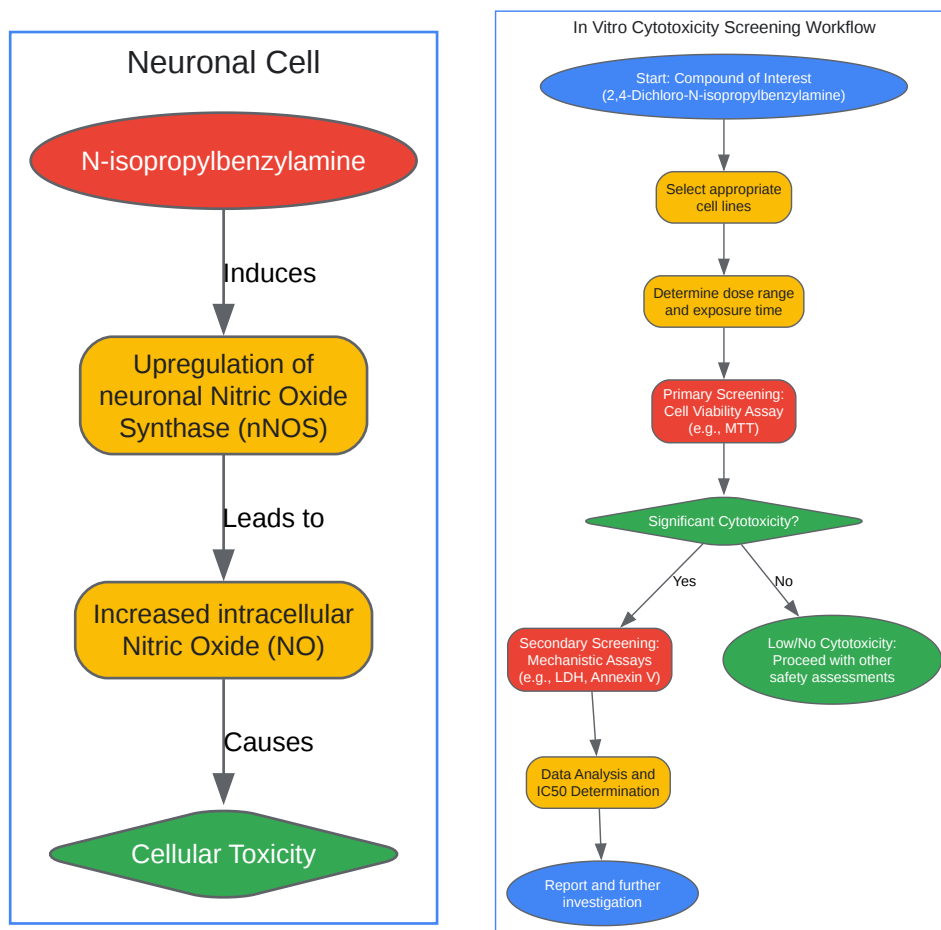 Neuronal Cell
N-isopropylbenzylamine
Induces
Upregulation of
neuronal Nitric Oxide
Synthase (nNOS)
Leads to
Increased intracellular
Nitric Oxide (NO)
Causes
Cellular Toxicity
In Vitro Cytotoxicity Screening Workflow
Start: Compound of Interest
(2,4-Dichloro-N-isopropylbenzylamine)
Select appropriate
cell lines
Determine dose range
and exposure time
Primary Screening:
Cell Viability Assay
(e.g., MTT)
Significant Cytotoxicity?
Yes
No
Secondary Screening:
Mechanistic Assays
(e.g., LDH, Annexin V)
Low/No Cytotoxicity:
Proceed with other
safety assessments
Data Analysis and
IC50 Determination
Report and further
investigation